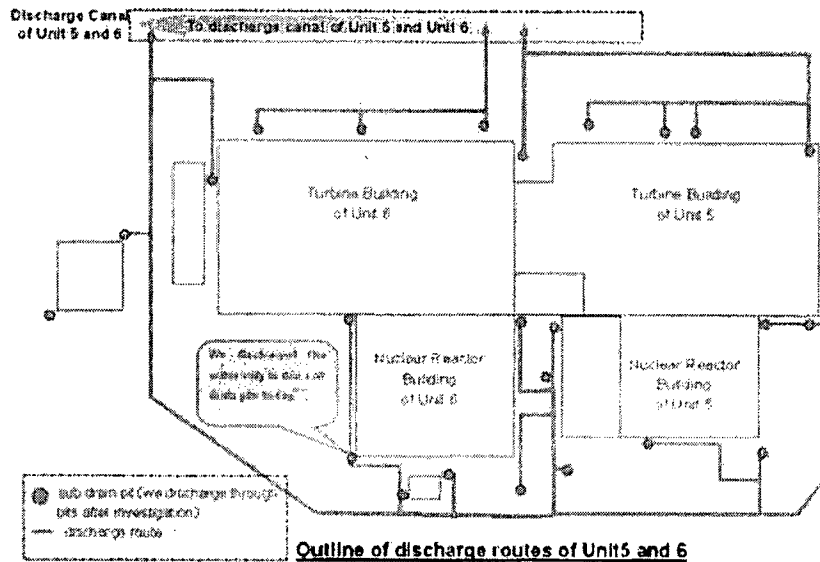 Discharge Canal
of Unit 5 and 6
To discharge canal of Unit 5 and Unit 6
Turbine Building
of Unit 6
Turbine Building
of Unit 5
We discharged the
Nuclear Reactor
Building
of Unit 6
Nuclear Reactor
Building
of Unit 5
sub drain pit (we discharge through
pits after investigation)
discharge route
Outline of discharge routes of Unit5 and 6